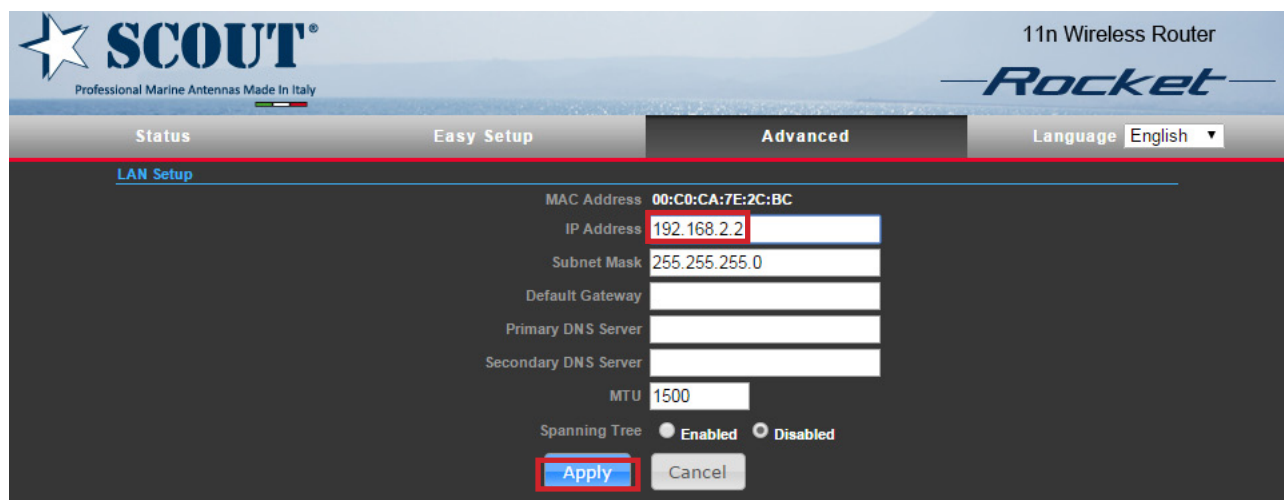 SCOUT®
Professional Marine Antennas Made In Italy
11n Wireless Router
Rocket
Status Easy Setup Advanced Language English
LAN Setup
MAC Address 00:C0:CA:7E:2C:BC
IP Address 192.168.2.2
Subnet Mask 255.255.255.0
Default Gateway
Primary DNS Server
Secondary DNS Server
MTU 1500
Spanning Tree Enabled Disabled
Apply Cancel